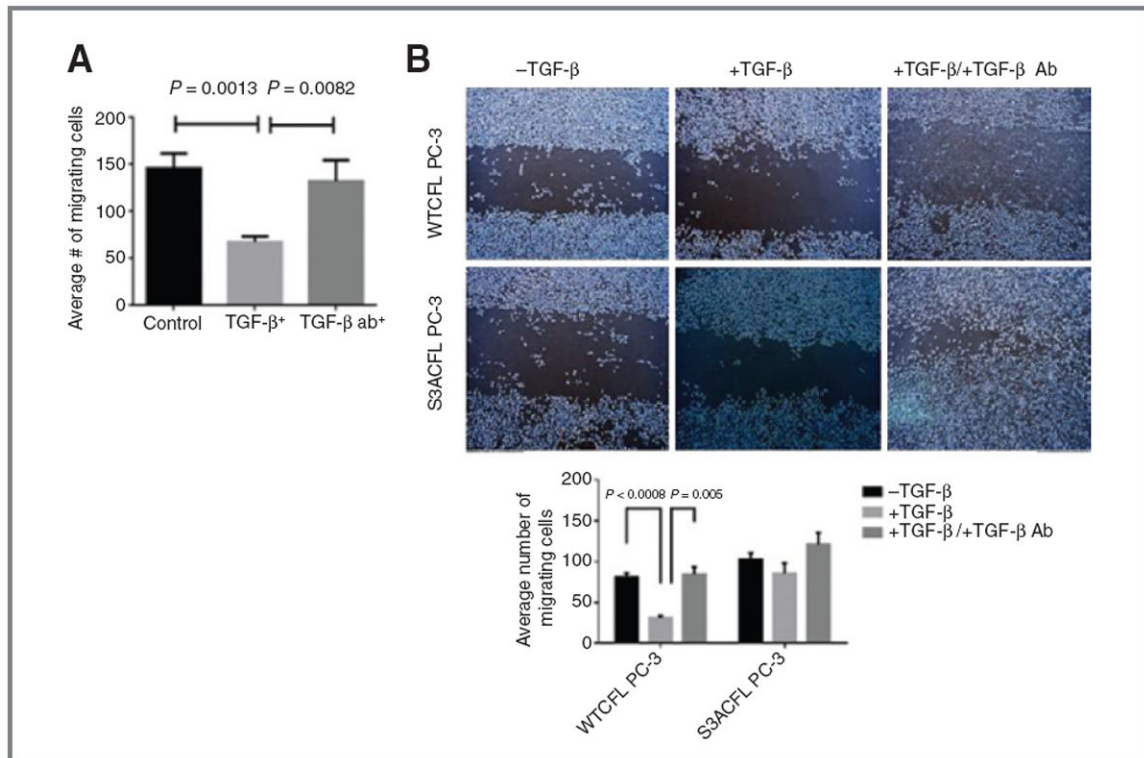 A
P = 0.0013 P = 0.0082
Average # of migrating cells
200
150
100
50
0
Control TGF-β⁺ TGF-β ab⁺
B
–TGF-β +TGF-β +TGF-β/+TGF-β Ab
WTCFL PC-3
S3ACFL PC-3
Average number of
migrating cells
200
150
100
50
0
P < 0.0008 P = 0.005
–TGF-β
+TGF-β
+TGF-β/+TGF-β Ab
WTCFL PC-3
S3ACFL PC-3